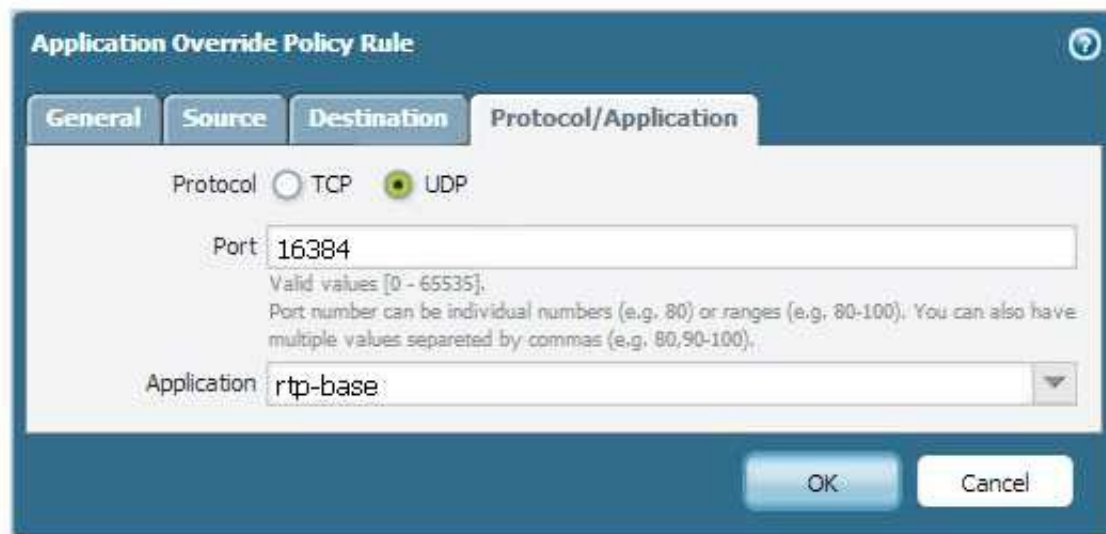 Application Override Policy Rule
?
General Source Destination Protocol/Application
Protocol TCP UDP
Port 16384
Valid values [0 - 65535].
Port number can be individual numbers (e.g. 80) or ranges (e.g. 80-100). You can also have
multiple values separeted by commas (e.g. 80,90-100).
Application rtp-base
OK Cancel